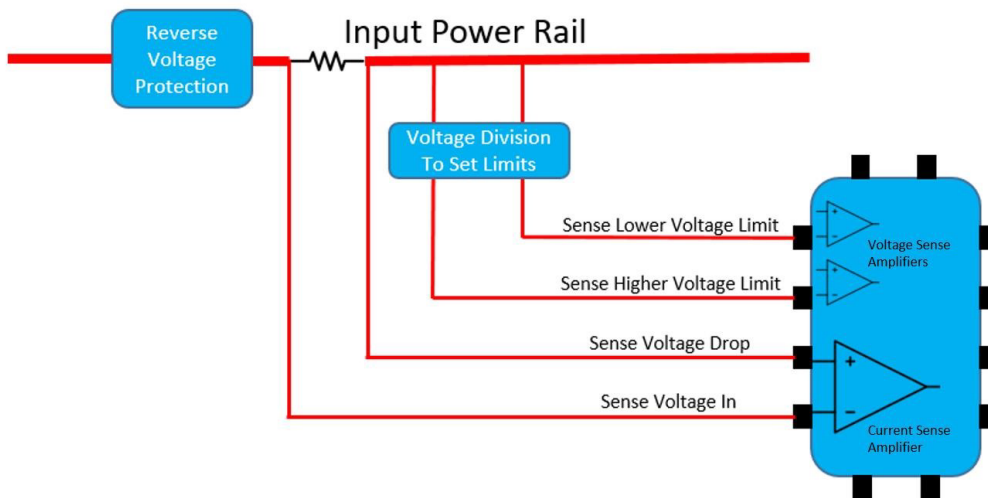 Reverse
Voltage
Protection
Input Power Rail
Voltage Division
To Set Limits
Sense Lower Voltage Limit
Sense Higher Voltage Limit
Sense Voltage Drop
Sense Voltage In
+
−
Voltage Sense
Amplifiers
+
−
+
−
Current Sense
Amplifier